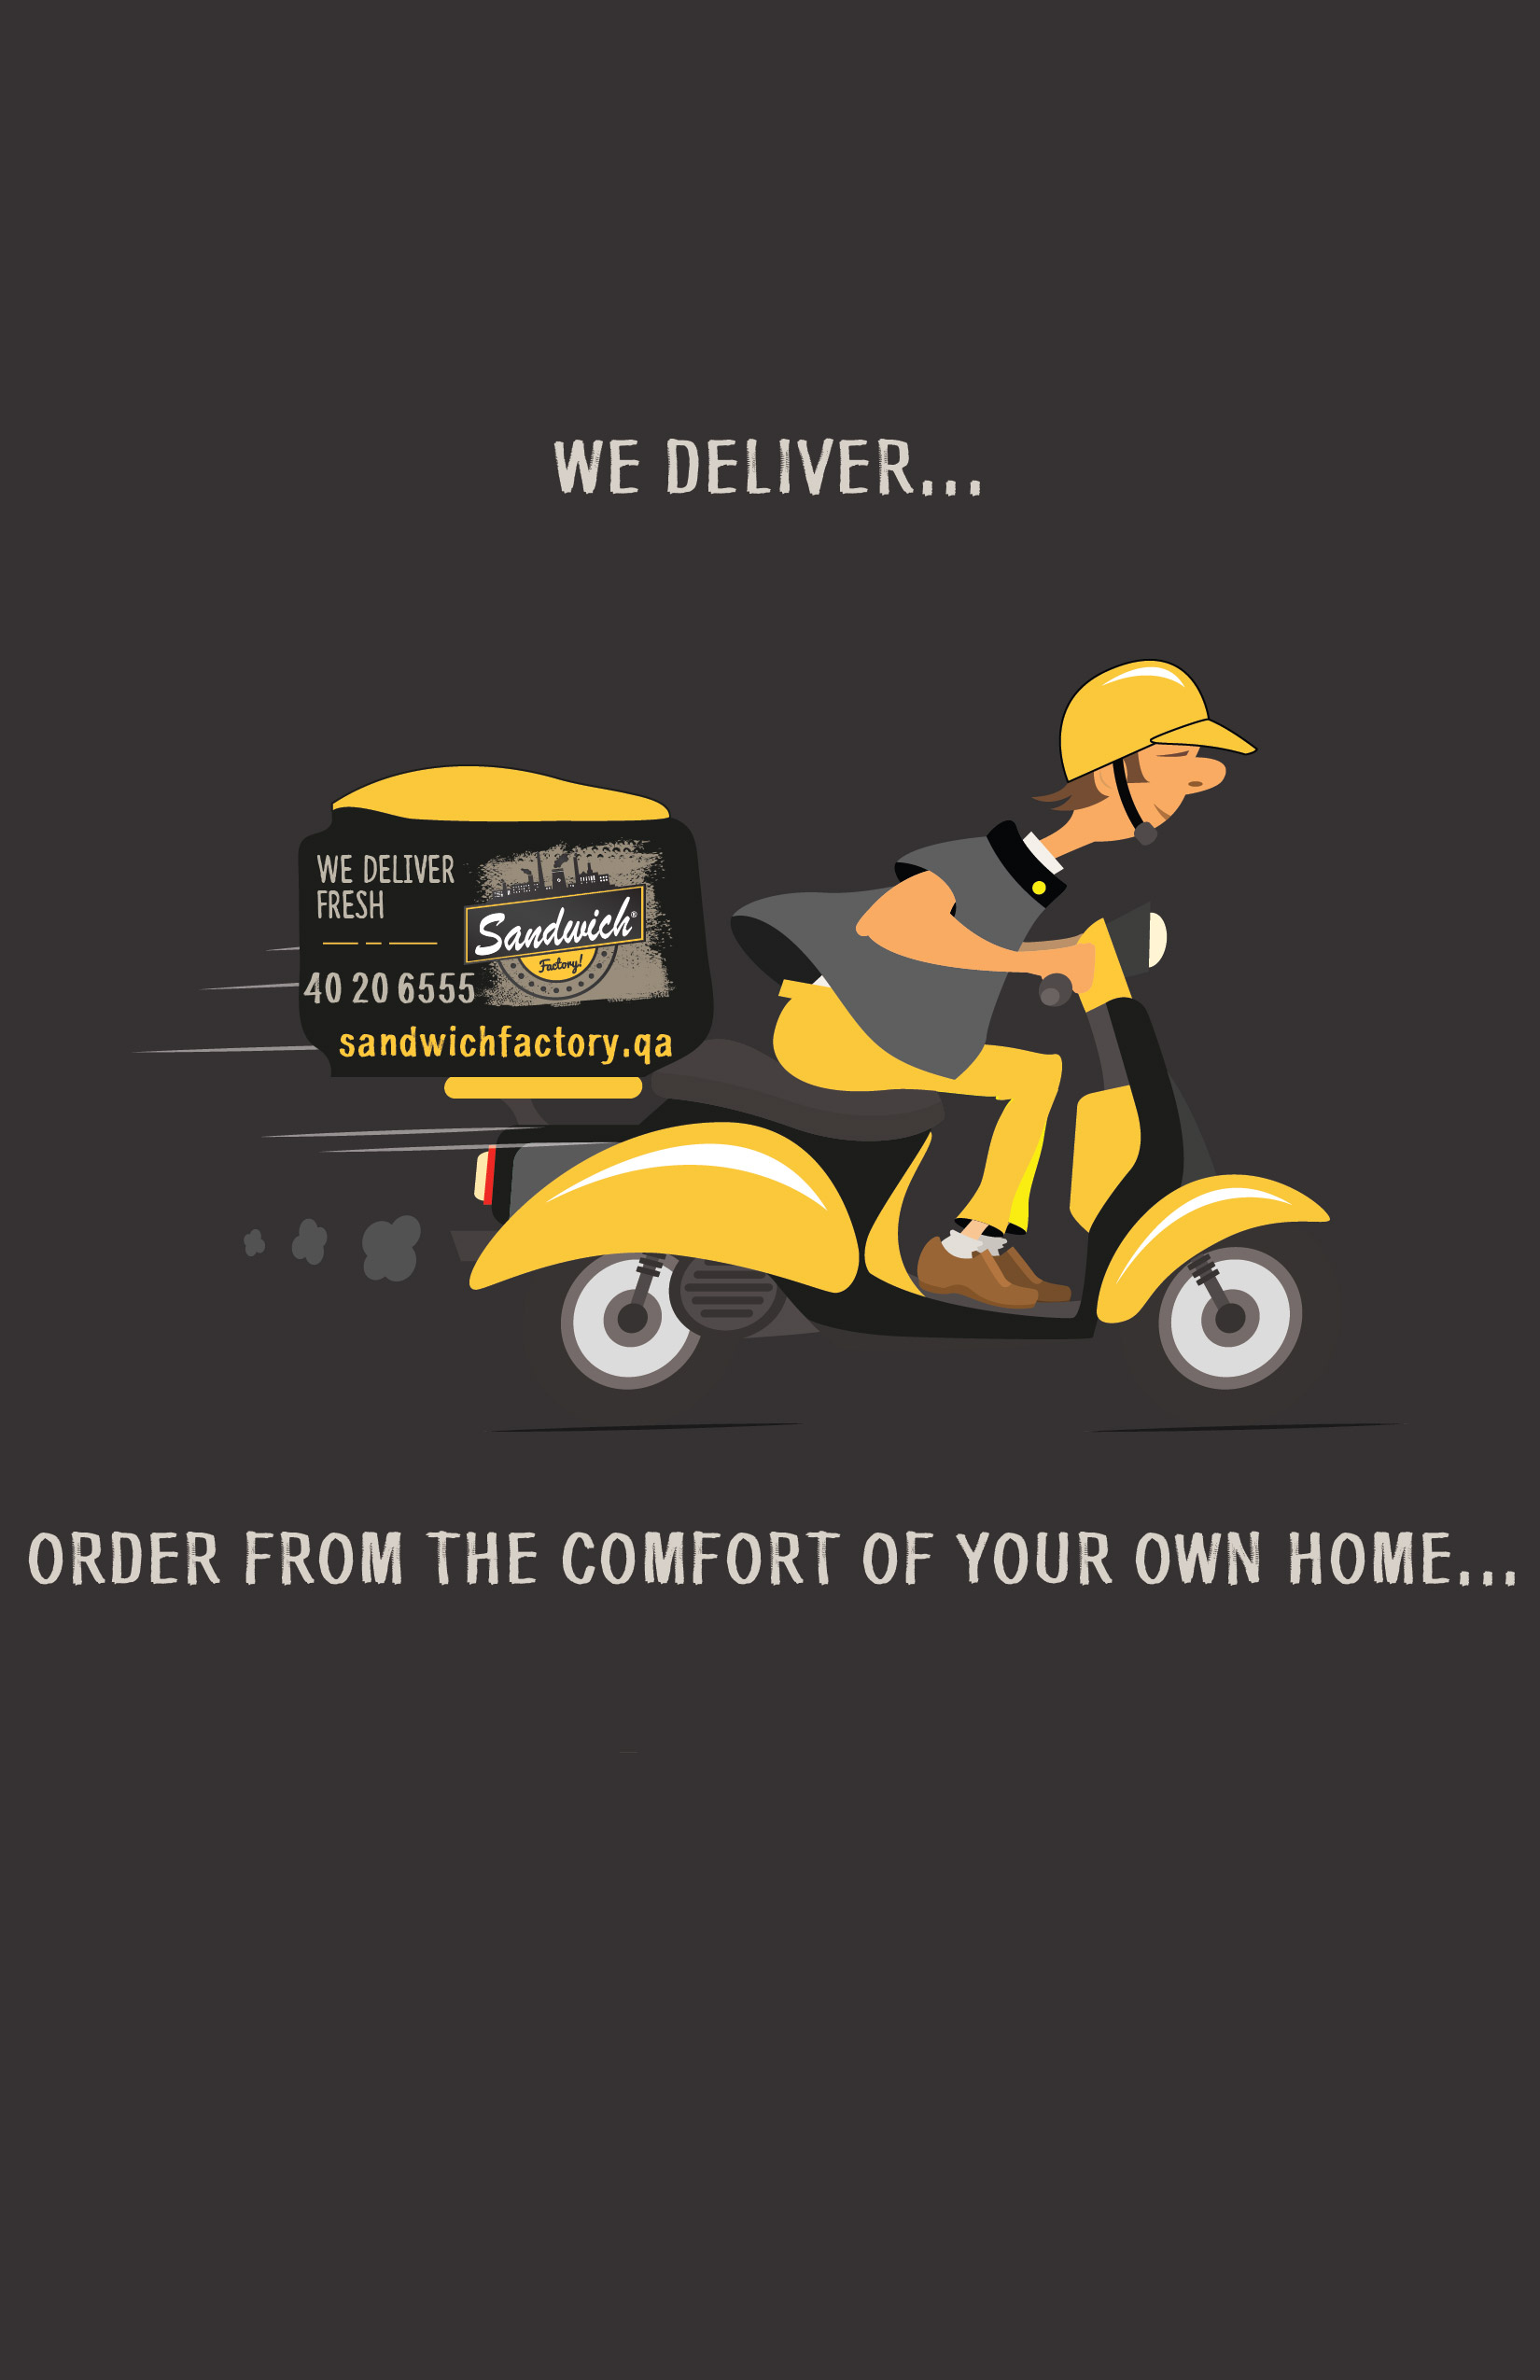 WE DELIVER...
WE DELIVER
FRESH
Sandwich®
Factory!
40 20 6555
sandwichfactory.qa
ORDER FROM THE COMFORT OF YOUR OWN HOME...